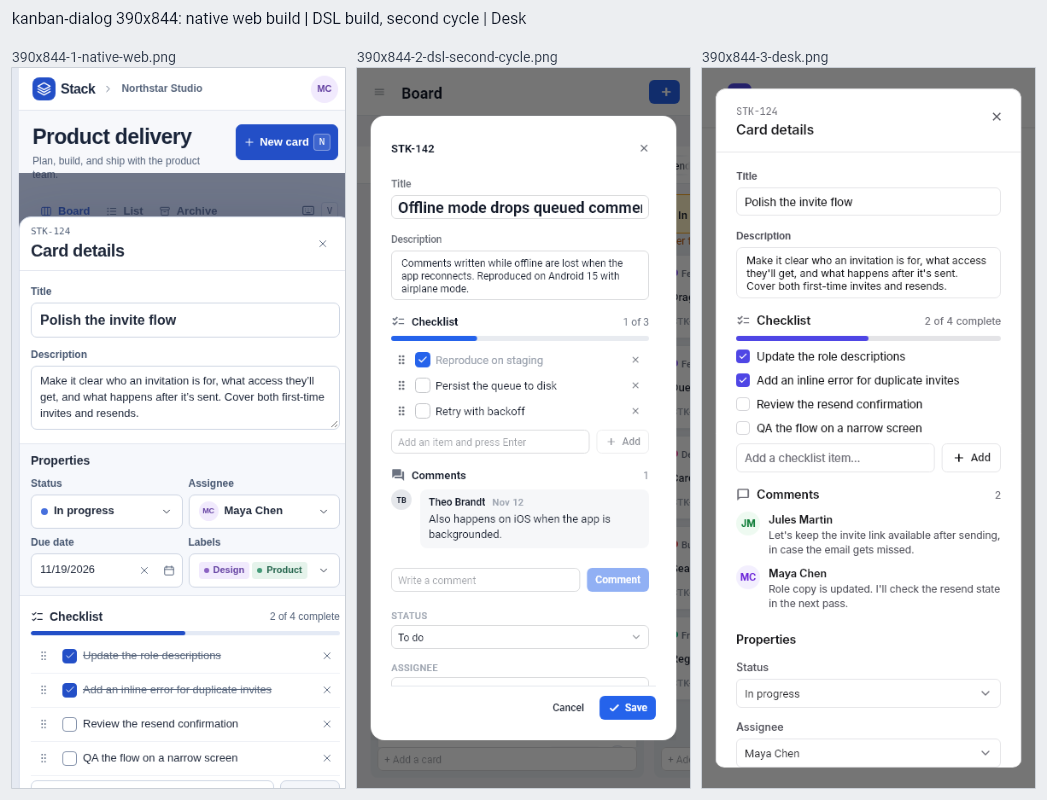 kanban-dialog 390x844: native web build | DSL build, second cycle | Desk
390x844-1-native-web.png
Stack
Northstar Studio
MC
Product delivery
Plan, build, and ship with the product
team.
+ New card N
Board
List
Archive
V
STK-124
Card details
Title
Polish the invite flow
Description
Make it clear who an invitation is for, what access they'll
get, and what happens after it's sent. Cover both first-time
invites and resends.
Properties
Status
Assignee
In progress
MC Maya Chen
Due date
Labels
11/19/2026
Design
Product
Checklist
2 of 4 complete
Update the role descriptions
Add an inline error for duplicate invites
Review the resend confirmation
QA the flow on a narrow screen
390x844-2-dsl-second-cycle.png
Board
+
In
STK-142
Title
Offline mode drops queued commen
Description
Comments written while offline are lost when the
app reconnects. Reproduced on Android 15 with
airplane mode.
Checklist
1 of 3
Reproduce on staging
Persist the queue to disk
Retry with backoff
Add an item and press Enter
+ Add
Comments
1
TB
Theo Brandt Nov 12
Also happens on iOS when the app is
backgrounded.
Write a comment
Comment
STATUS
To do
ASSIGNEE
Cancel
Save
+ Add a card
390x844-3-desk.png
STK-124
Card details
Title
Polish the invite flow
Description
Make it clear who an invitation is for, what access
they'll get, and what happens after it's sent.
Cover both first-time invites and resends.
Checklist
2 of 4 complete
Update the role descriptions
Add an inline error for duplicate invites
Review the resend confirmation
QA the flow on a narrow screen
Add a checklist item...
+ Add
Comments
2
JM
Jules Martin
Let's keep the invite link available after sending,
in case the email gets missed.
MC
Maya Chen
Role copy is updated. I'll check the resend state
in the next pass.
Properties
Status
In progress
Assignee
Maya Chen